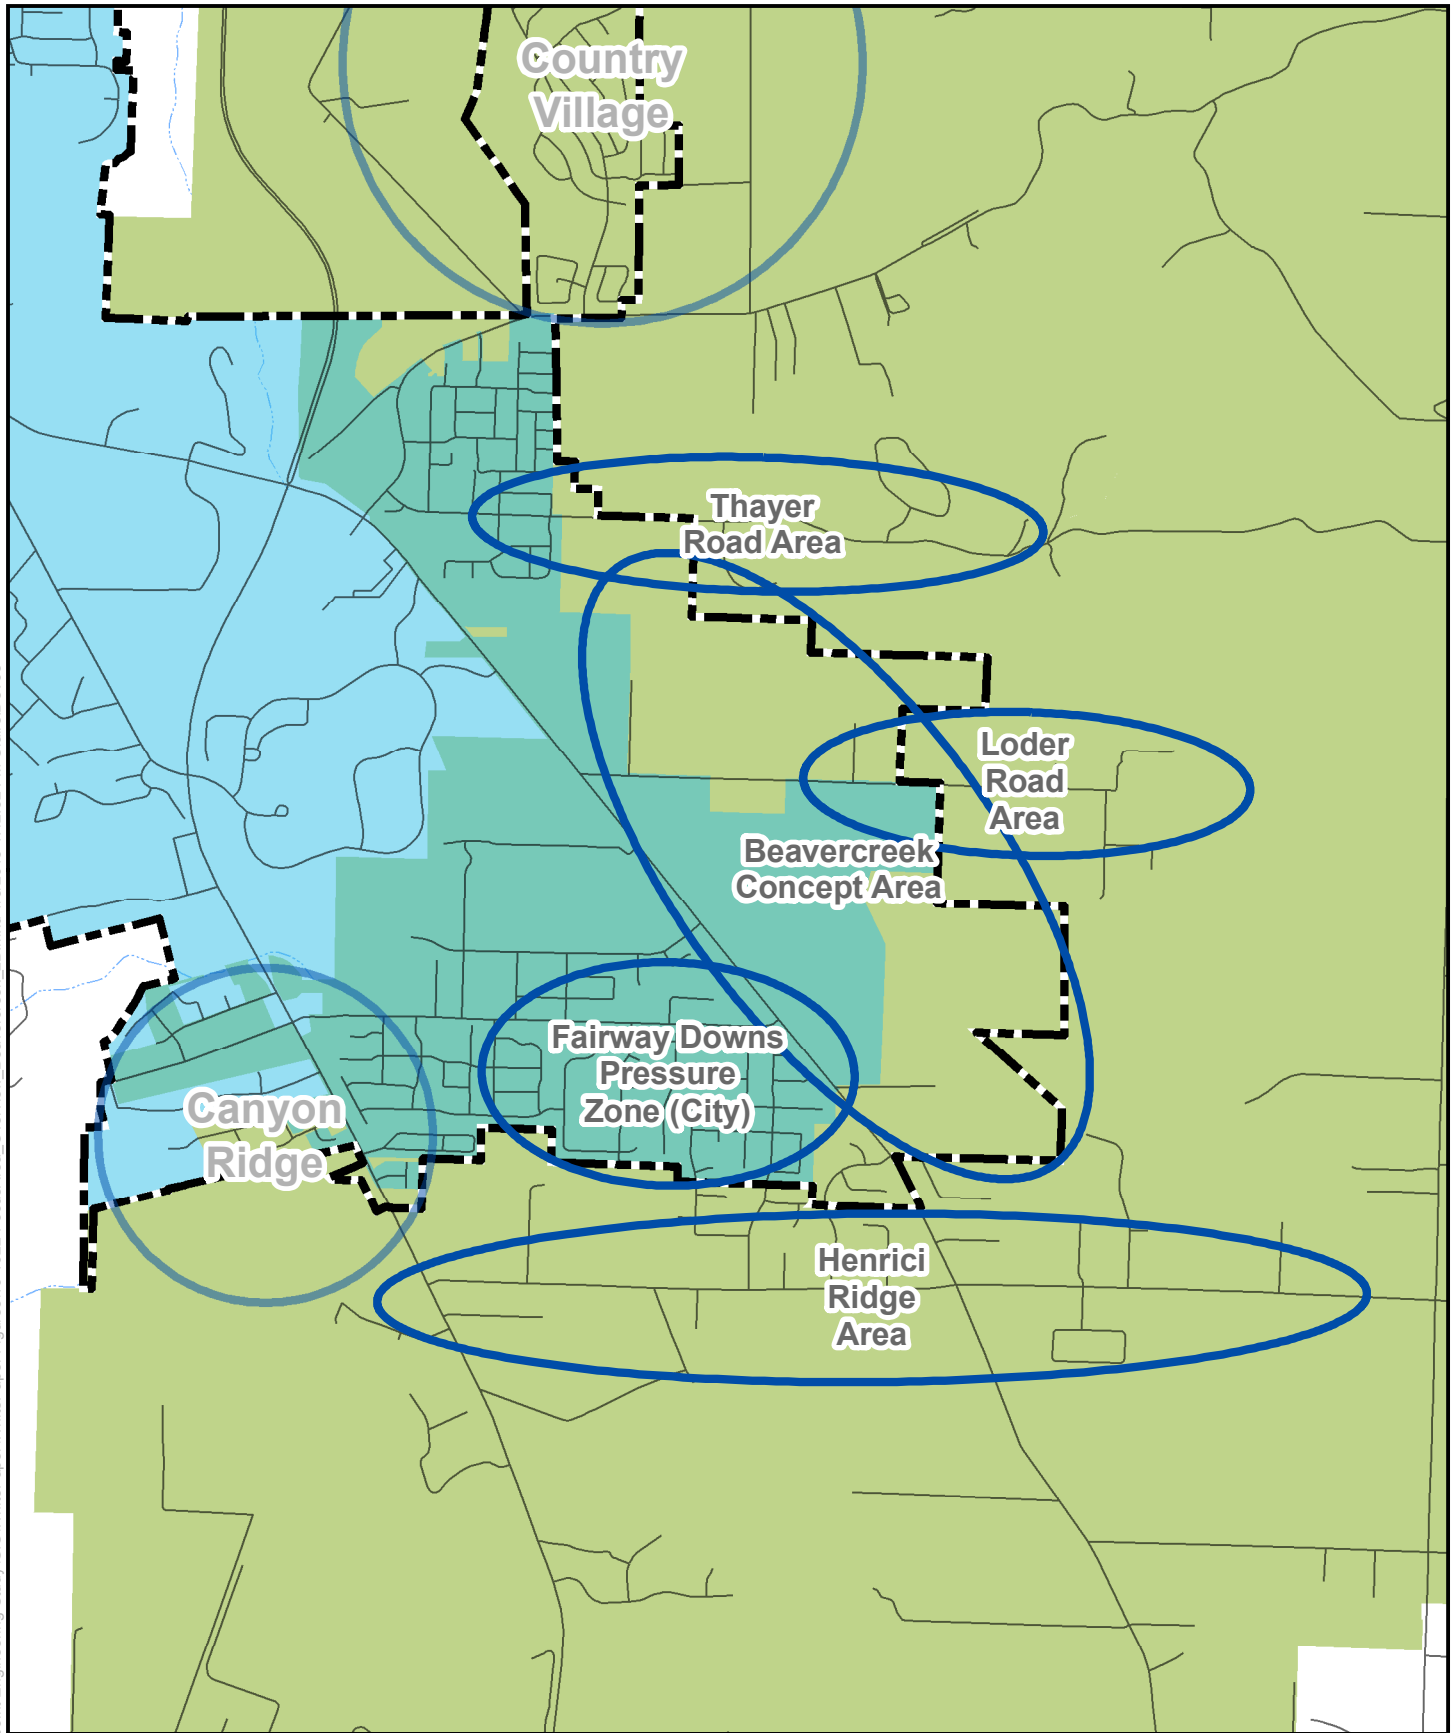 Country
Village
Thayer
Road Area
Loder
Road
Area
Beavercreek
Concept Area
Fairway Downs
Pressure
Zone (City)
Canyon
Ridge
Henrici
Ridge
Area